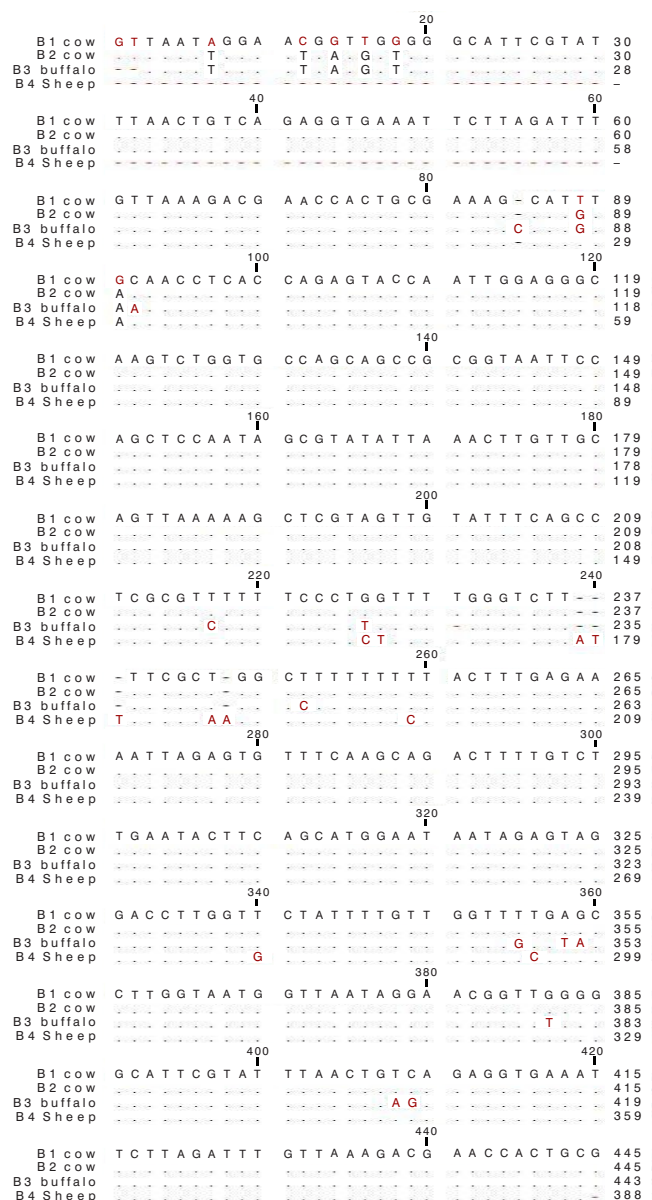 20
B1 cow GTTAATAGGA ACGGTTGGGG GCATTCGTAT 30
B2 cow --....T... .T.A.G.T.. .......... 30
B3 buffalo --....T... .T.A.G.T.. .......... 28
B4 Sheep ---------- ---------- ---------- -
40 60
B1 cow TTAACTGTCA GAGGTGAAAT TCTTAGATTT 60
B2 cow .......... .......... .......... 60
B3 buffalo .......... .......... .......... 58
B4 Sheep ---------- ---------- ---------- -
80
B1 cow GTTAAAGACG AACCACTGCG AAAG-CATTT 89
B2 cow .......... .......... ....-...G. 89
B3 buffalo .......... .......... ....C...G. 88
B4 Sheep .......... .......... ....-..... 29
100 120
B1 cow GCAACCTCAC CAGAGTACCA ATTGGAGGGC 119
B2 cow A......... .......... .......... 119
B3 buffalo AA........ .......... .......... 118
B4 Sheep A......... .......... .......... 59
140
B1 cow AAGTCTGGTG CCAGCAGCCG CGGTAATTCC 149
B2 cow .......... .......... .......... 149
B3 buffalo .......... .......... .......... 148
B4 Sheep .......... .......... .......... 89
160 180
B1 cow AGCTCCAATA GCGTATATTA AACTTGTTGC 179
B2 cow .......... .......... .......... 179
B3 buffalo .......... .......... .......... 178
B4 Sheep .......... .......... .......... 119
200
B1 cow AGTTAAAAAG CTCGTAGTTG TATTTCAGCC 209
B2 cow .......... .......... .......... 209
B3 buffalo .......... .......... .......... 208
B4 Sheep .......... .......... .......... 149
220 240
B1 cow TCGCGTTTTT TCCCTGGTTT TGGGTCTT-- 237
B2 cow .......... .......... ........-- 237
B3 buffalo ......C... .....T.... -.......-- 235
B4 Sheep .......... .....CT... ........AT 179
260
B1 cow -TTCGCT-GG CTTTTTTTTT ACTTTGAGAA 265
B2 cow -......-.. .......... .......... 265
B3 buffalo -......-.. .C........ .......... 263
B4 Sheep T.....AA.. ........C. .......... 209
280 300
B1 cow AATTAGAGTG TTTCAAGCAG ACTTTTGTCT 295
B2 cow .......... .......... .......... 295
B3 buffalo .......... .......... .......... 293
B4 Sheep .......... .......... .......... 239
320
B1 cow TGAATACTTC AGCATGGAAT AATAGAGTAG 325
B2 cow .......... .......... .......... 325
B3 buffalo .......... .......... .......... 323
B4 Sheep .......... .......... .......... 269
340 360
B1 cow GACCTTGGTT CTATTTTGTT GGTTTTGAGC 355
B2 cow .......... .......... .......... 355
B3 buffalo .......... .......... ....G..TA. 353
B4 Sheep .........G .......... .....C.... 299
380
B1 cow CTTGGTAATG GTTAATAGGA ACGGTTGGGG 385
B2 cow .......... .......... .......... 385
B3 buffalo .......... .......... ......T... 383
B4 Sheep .......... .......... .......... 329
400 420
B1 cow GCATTCGTAT TTAACTGTCA GAGGTGAAAT 415
B2 cow .......... .......... .......... 415
B3 buffalo .......... .......AG. .......... 419
B4 Sheep .......... .......... .......... 359
440
B1 cow TCTTAGATTT GTTAAAGACG AACCACTGCG 445
B2 cow .......... .......... .......... 445
B3 buffalo .......... .......... .......... 443
B4 Sheep .......... .......... .......... 388